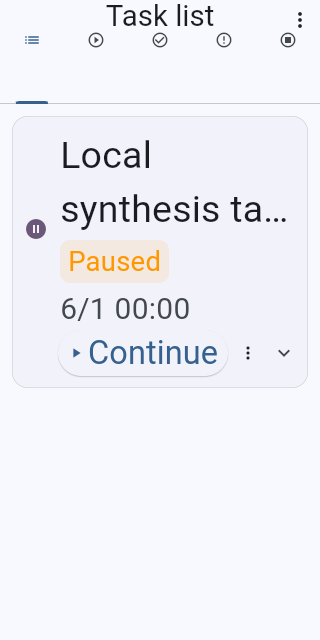 Task list
Local
synthesis ta…
Paused
6/1 00:00
Continue